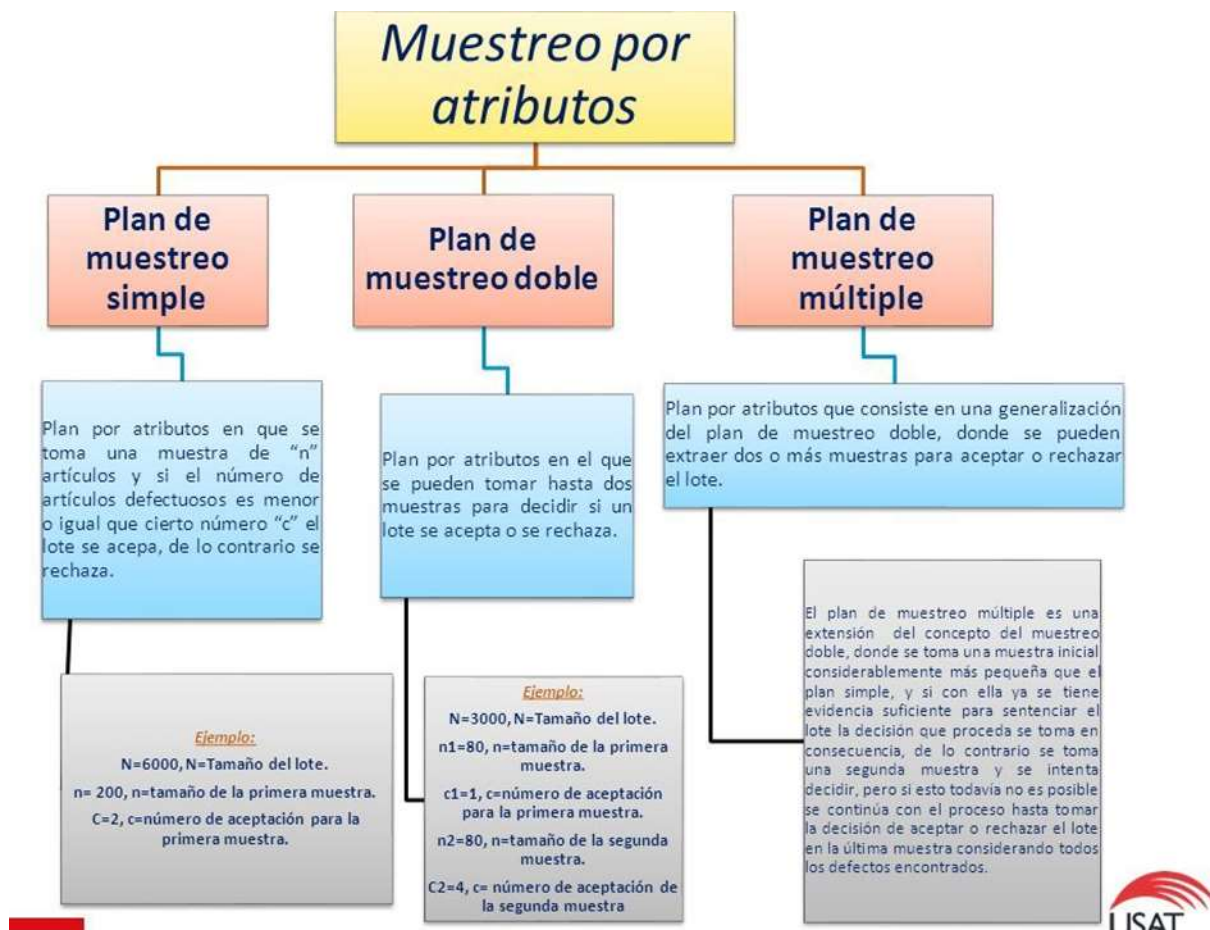 Muestreo por
atributos
Plan de
muestreo
simple
Plan de
muestreo doble
Plan de
muestreo
múltiple
Plan por atributos en que se
toma una muestra de "n"
artículos y si el número de
artículos defectuosos es menor
o igual que cierto número "c" el
lote se acepa, de lo contrario se
rechaza.
Plan por atributos en el que
se pueden tomar hasta dos
muestras para decidir si un
lote se acepta o se rechaza.
Plan por atributos que consiste en una generalización
del plan de muestreo doble, donde se pueden
extraer dos o más muestras para aceptar o rechazar
el lote.
Ejemplo:
N=6000, N=Tamaño del lote.
n= 200, n=tamaño de la primera muestra.
C=2, c=número de aceptación para la
primera muestra.
Ejemplo:
N=3000, N=Tamaño del lote.
n1=80, n=tamaño de la primera
muestra.
c1=1, c=número de aceptación
para la primera muestra.
n2=80, n=tamaño de la segunda
muestra.
C2=4, c= número de aceptación de
la segunda muestra
El plan de muestreo múltiple es una
extensión del concepto del muestreo
doble, donde se toma una muestra inicial
considerablemente más pequeña que el
plan simple, y si con ella ya se tiene
evidencia suficiente para sentenciar el
lote la decisión que proceda se toma en
consecuencia, de lo contrario se toma
una segunda muestra y se intenta
decidir, pero si esto todavía no es posible
se continúa con el proceso hasta tomar
la decisión de aceptar o rechazar el lote
en la última muestra considerando todos
los defectos encontrados.
USAT